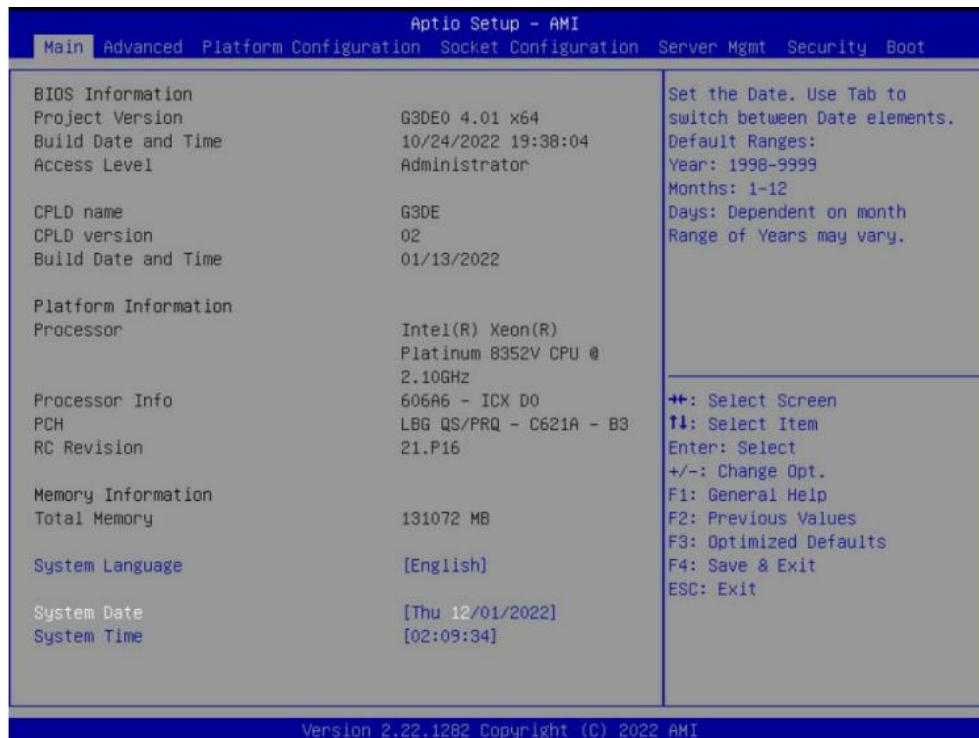 Aptio Setup - AMI
Main Advanced Platform Configuration Socket Configuration Server Mgmt Security Boot
BIOS Information
Project Version G3DE0 4.01 x64
Build Date and Time 10/24/2022 19:38:04
Access Level Administrator
CPLD name G3DE
CPLD version 02
Build Date and Time 01/13/2022
Platform Information
Processor Intel(R) Xeon(R)
Platinum 8352V CPU @
2.10GHz
Processor Info 606A6 - ICX D0
PCH LBG QS/PRQ - C621A - B3
RC Revision 21.P16
Memory Information
Total Memory 131072 MB
System Language [English]
System Date [Thu 12/01/2022]
System Time [02:09:34]
Set the Date. Use Tab to
switch between Date elements.
Default Ranges:
Year: 1998-9999
Months: 1-12
Days: Dependent on month
Range of Years may vary.
→←: Select Screen
↑↓: Select Item
Enter: Select
+/-: Change Opt.
F1: General Help
F2: Previous Values
F3: Optimized Defaults
F4: Save & Exit
ESC: Exit
Version 2.22.1282 Copyright (C) 2022 AMI